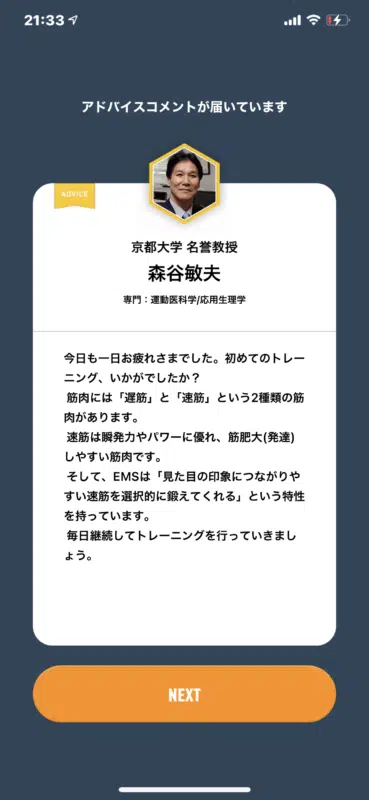 21:33
アドバイスコメントが届いています
ADVICE
京都大学 名誉教授
森谷敏夫
専門：運動医科学/応用生理学
今日も一日お疲れさまでした。初めてのトレー
ニング、いかがでしたか？
筋肉には「遅筋」と「速筋」という2種類の筋
肉があります。
速筋は瞬発力やパワーに優れ、筋肥大(発達)
しやすい筋肉です。
そして、EMSは「見た目の印象につながりや
すい速筋を選択的に鍛えてくれる」という特性
を持っています。
毎日継続してトレーニングを行っていきまし
ょう。
NEXT